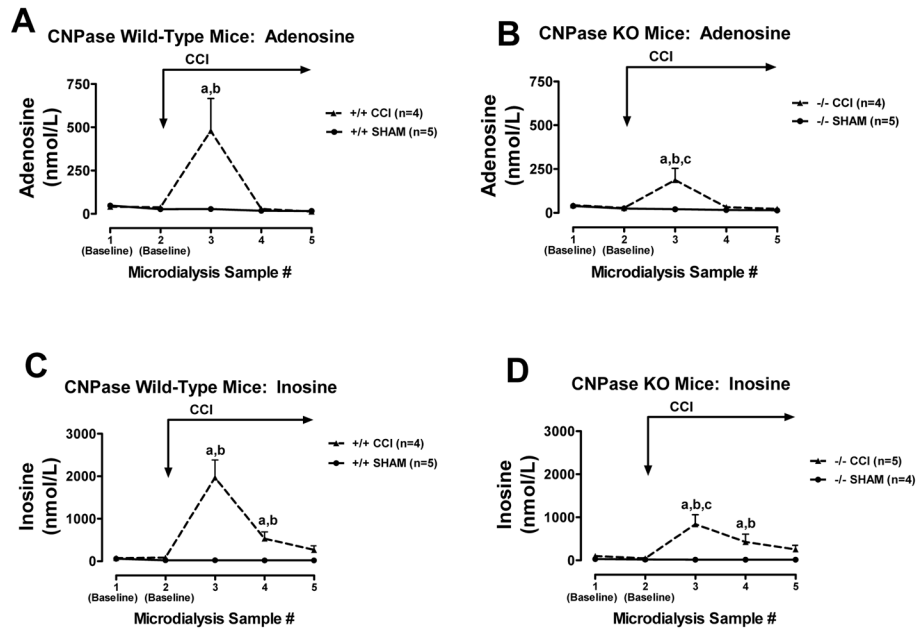 A
CNPase Wild-Type Mice: Adenosine
CCI
750
500
250
0
Adenosine
(nmol/L)
a,b
+/+ CCI (n=4)
+/+ SHAM (n=5)
1 2 3 4 5
(Baseline) (Baseline)
Microdialysis Sample #
B
CNPase KO Mice: Adenosine
CCI
750
500
250
0
Adenosine
(nmol/L)
a,b,c
-/- CCI (n=4)
-/- SHAM (n=5)
1 2 3 4 5
(Baseline) (Baseline)
Microdialysis Sample #
C
CNPase Wild-Type Mice: Inosine
CCI
3000
2000
1000
0
Inosine
(nmol/L)
a,b
a,b
+/+ CCI (n=4)
+/+ SHAM (n=5)
1 2 3 4 5
(Baseline) (Baseline)
Microdialysis Sample #
D
CNPase KO Mice: Inosine
CCI
3000
2000
1000
0
Inosine
(nmol/L)
a,b,c
a,b
-/- CCI (n=5)
-/- SHAM (n=4)
1 2 3 4 5
(Baseline) (Baseline)
Microdialysis Sample #